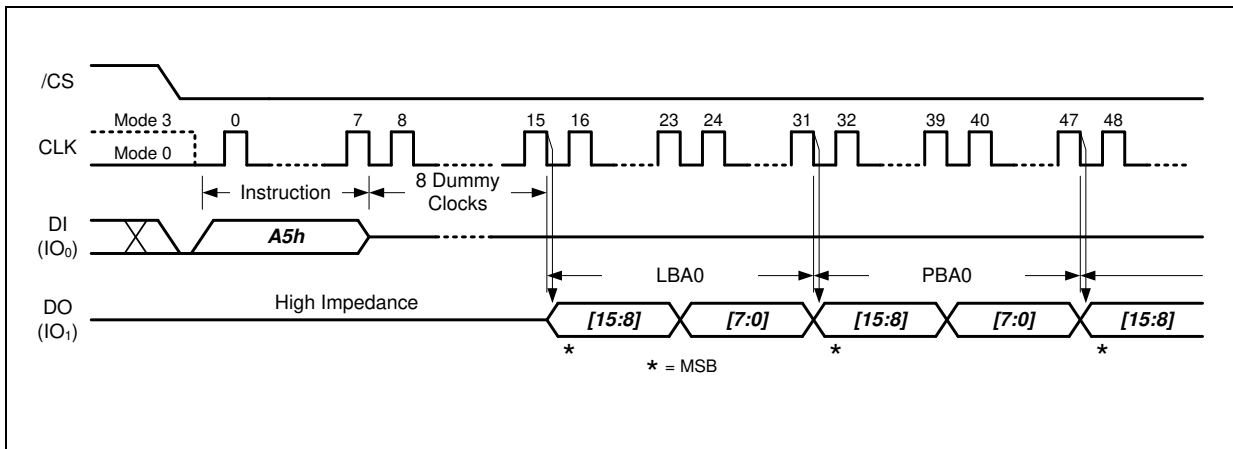 /CS
Mode 3
0 7 8 15 16 23 24 31 32 39 40 47 48
CLK
Mode 0
Instruction
8 Dummy
Clocks
DI
(IO0)
A5h
LBA0
PBA0
DO
(IO1)
High Impedance
[15:8] [7:0] [15:8] [7:0] [15:8]
* * *
* = MSB